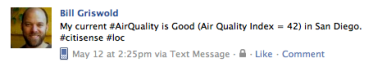 Bill Griswold
My current #AirQuality is Good (Air Quality Index = 42) in San Diego.
#citisense #loc
May 12 at 2:25pm via Text Message · Like · Comment